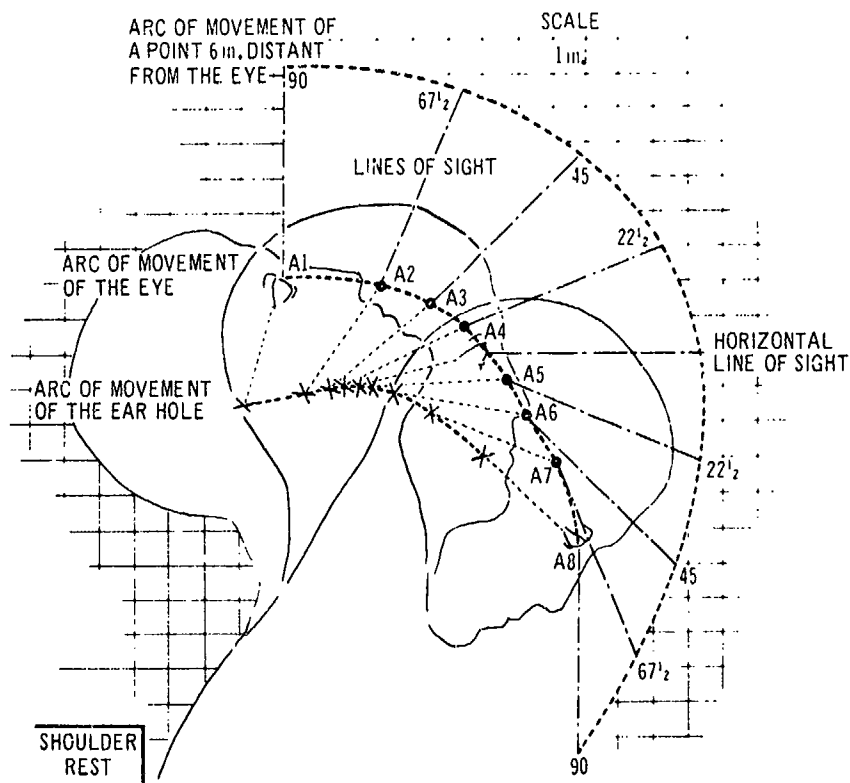 ARC OF MOVEMENT OF
A POINT 6in. DISTANT
FROM THE EYE
SCALE
1in.
90
67½
45
LINES OF SIGHT
22½
ARC OF MOVEMENT
OF THE EYE
A1
A2
A3
A4
HORIZONTAL
LINE OF SIGHT
ARC OF MOVEMENT
OF THE EAR HOLE
A5
A6
A7
22½
A8
45
67½
SHOULDER
REST
90